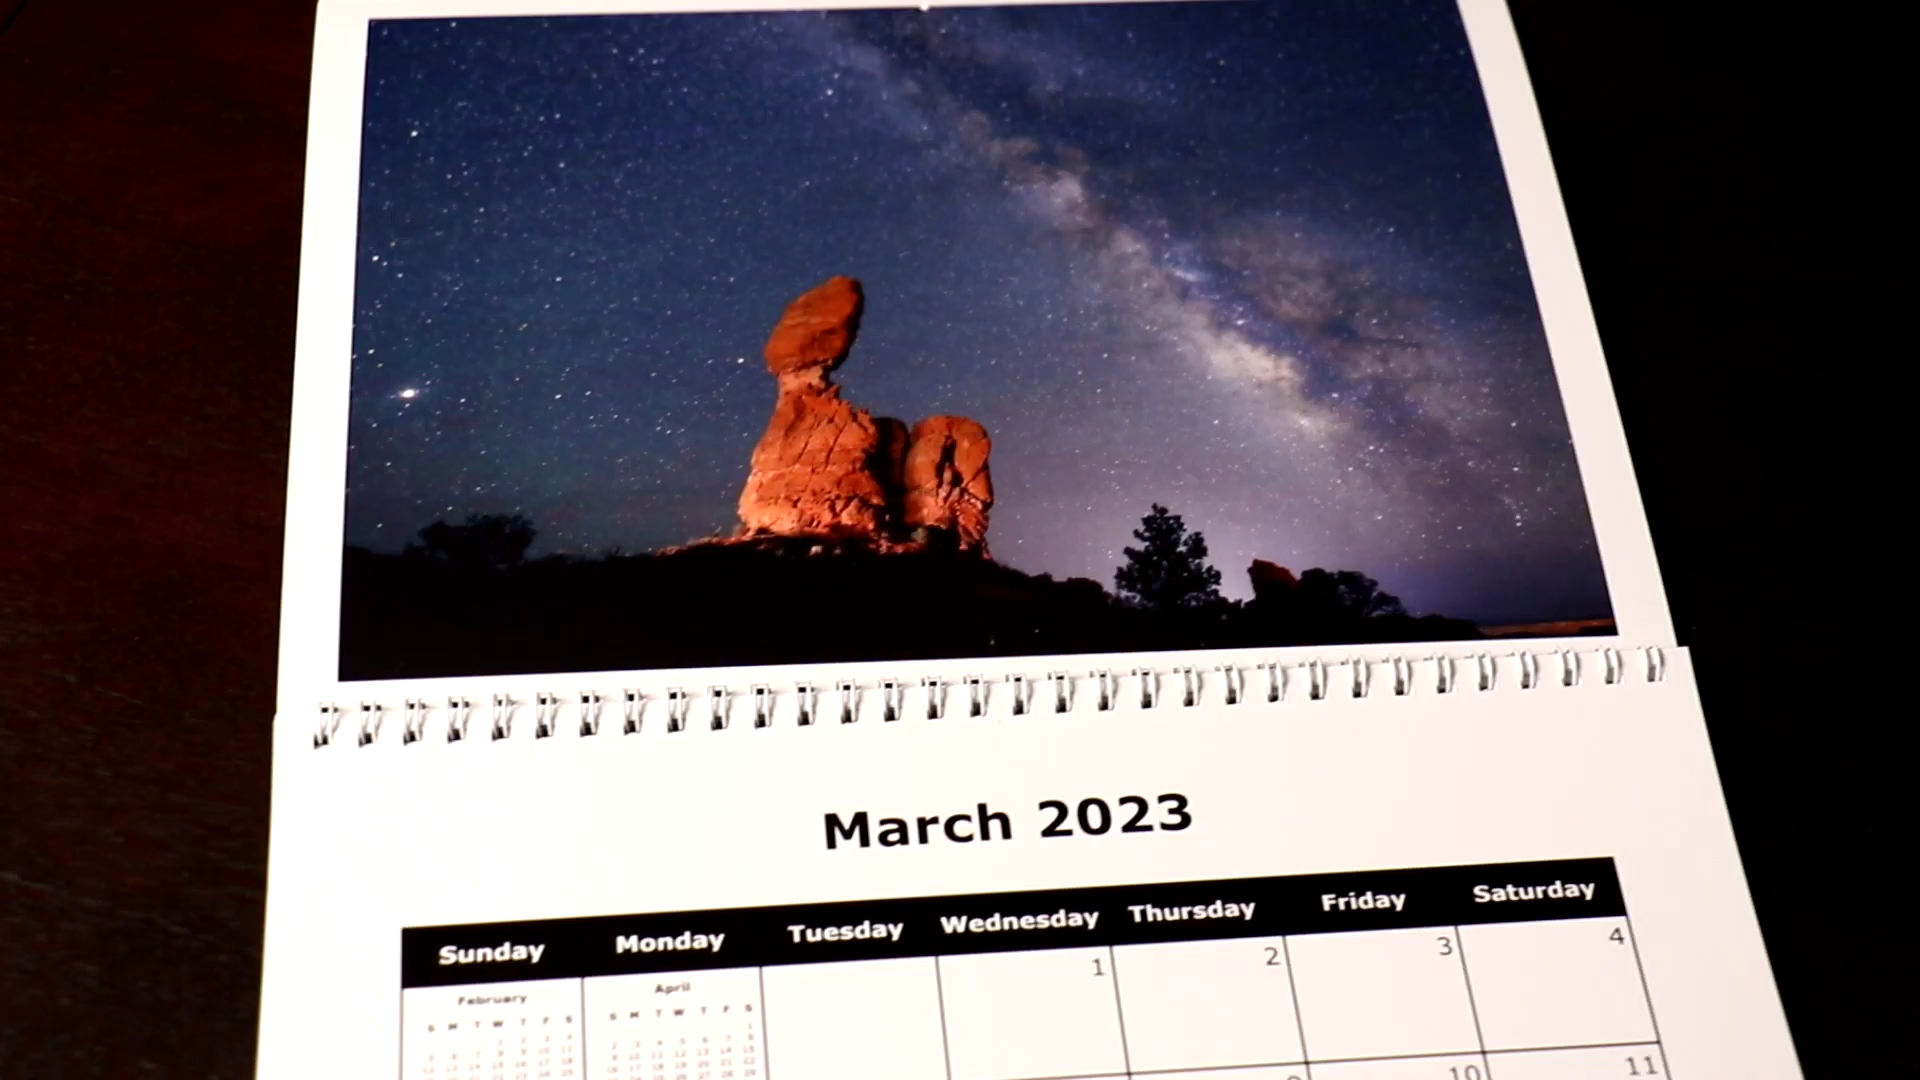 March 2023
Sunday Monday Tuesday Wednesday Thursday Friday Saturday
1 2 3 4
February April
S M T W T F S S M T W T F S
10 11